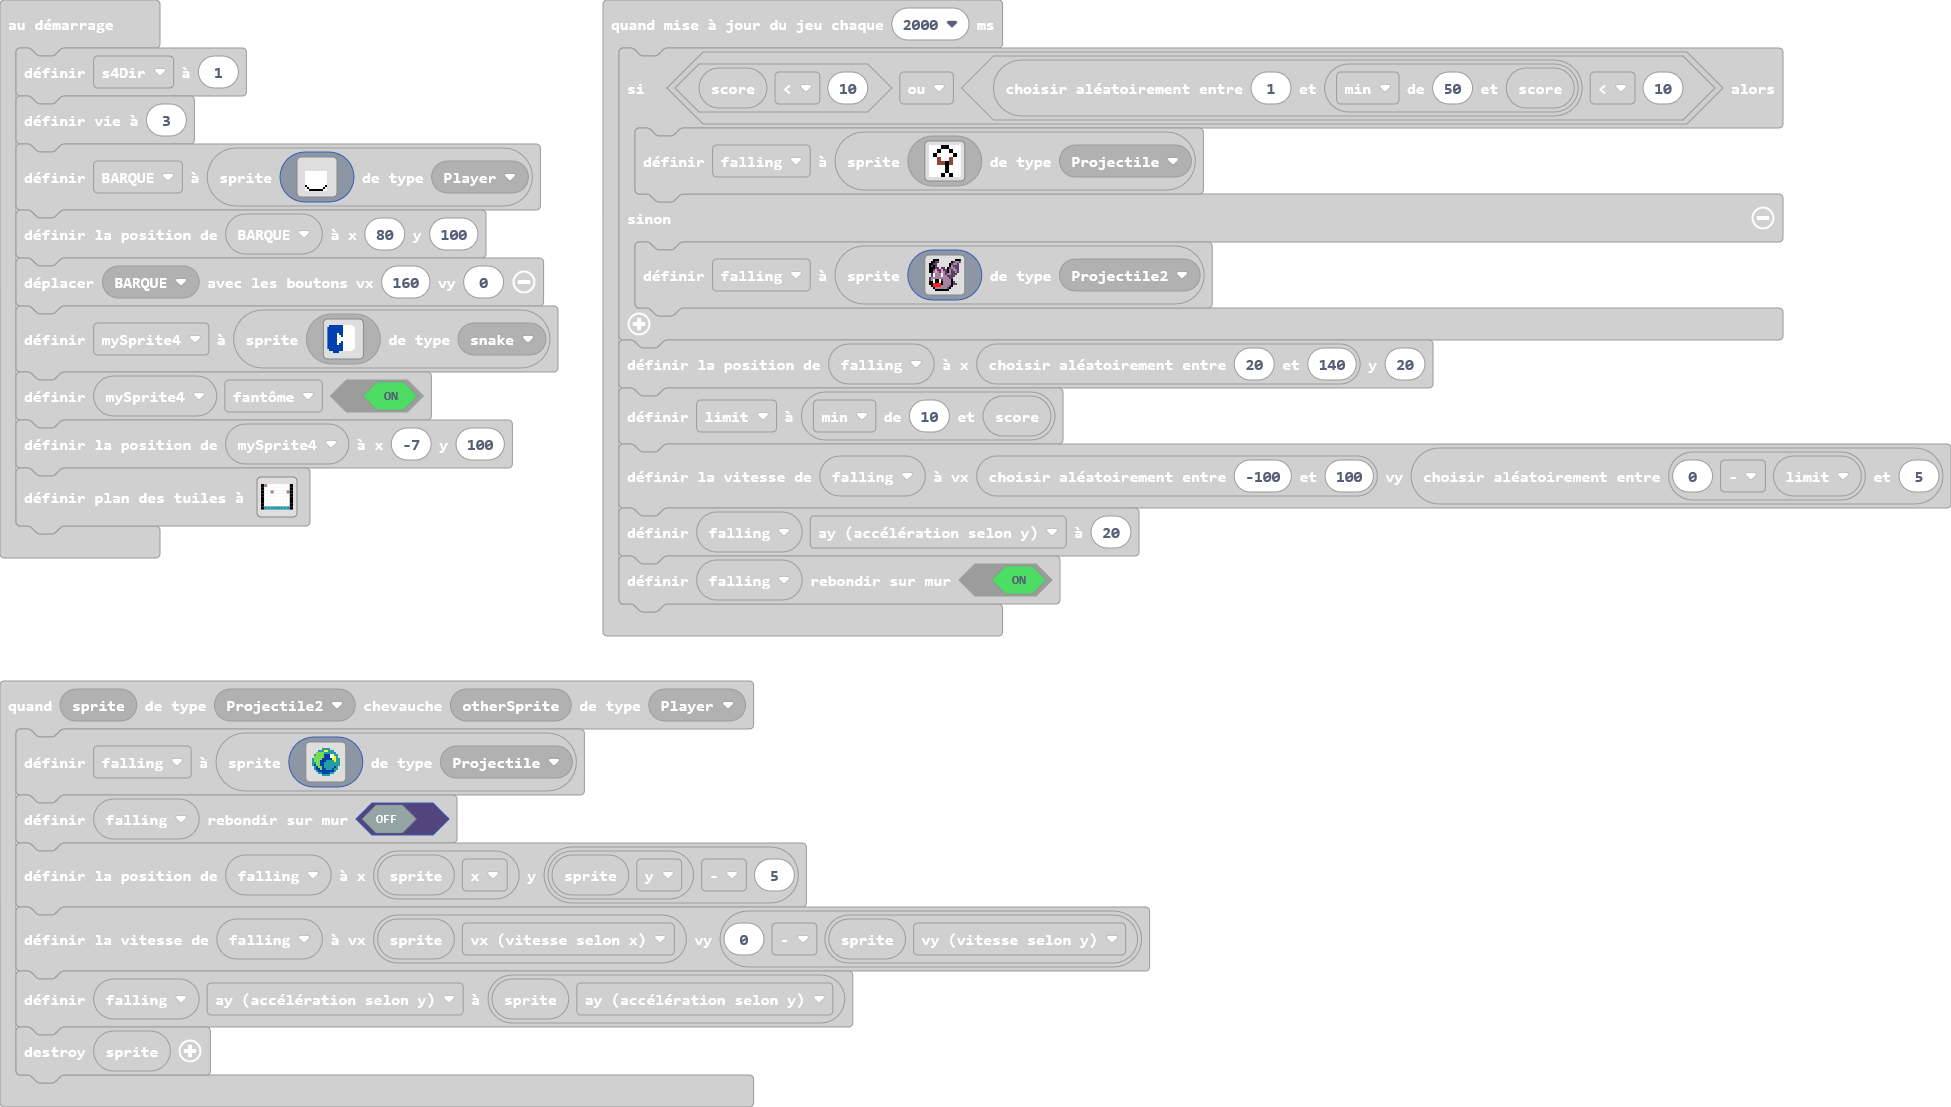 au démarrage
définir s4Dir à 1
définir vie à 3
définir BARQUE à sprite de type Player
définir la position de BARQUE à x 80 y 100
déplacer BARQUE avec les boutons vx 160 vy 0
définir mySprite4 à sprite de type snake
définir mySprite4 fantôme ON
définir la position de mySprite4 à x -7 y 100
définir plan des tuiles à
quand mise à jour du jeu chaque 2000 ms
si score < 10 ou choisir aléatoirement entre 1 et min de 50 et score < 10 alors
définir falling à sprite de type Projectile
sinon
définir falling à sprite de type Projectile2
définir la position de falling à x choisir aléatoirement entre 20 et 140 y 20
définir limit à min de 10 et score
définir la vitesse de falling à vx choisir aléatoirement entre -100 et 100 vy choisir aléatoirement entre 0 - limit et 5
définir falling ay (accélération selon y) à 20
définir falling rebondir sur mur ON
quand sprite de type Projectile2 chevauche otherSprite de type Player
définir falling à sprite de type Projectile
définir falling rebondir sur mur OFF
définir la position de falling à x sprite x y sprite y - 5
définir la vitesse de falling à vx sprite vx (vitesse selon x) vy 0 - sprite vy (vitesse selon y)
définir falling ay (accélération selon y) à sprite ay (accélération selon y)
destroy sprite